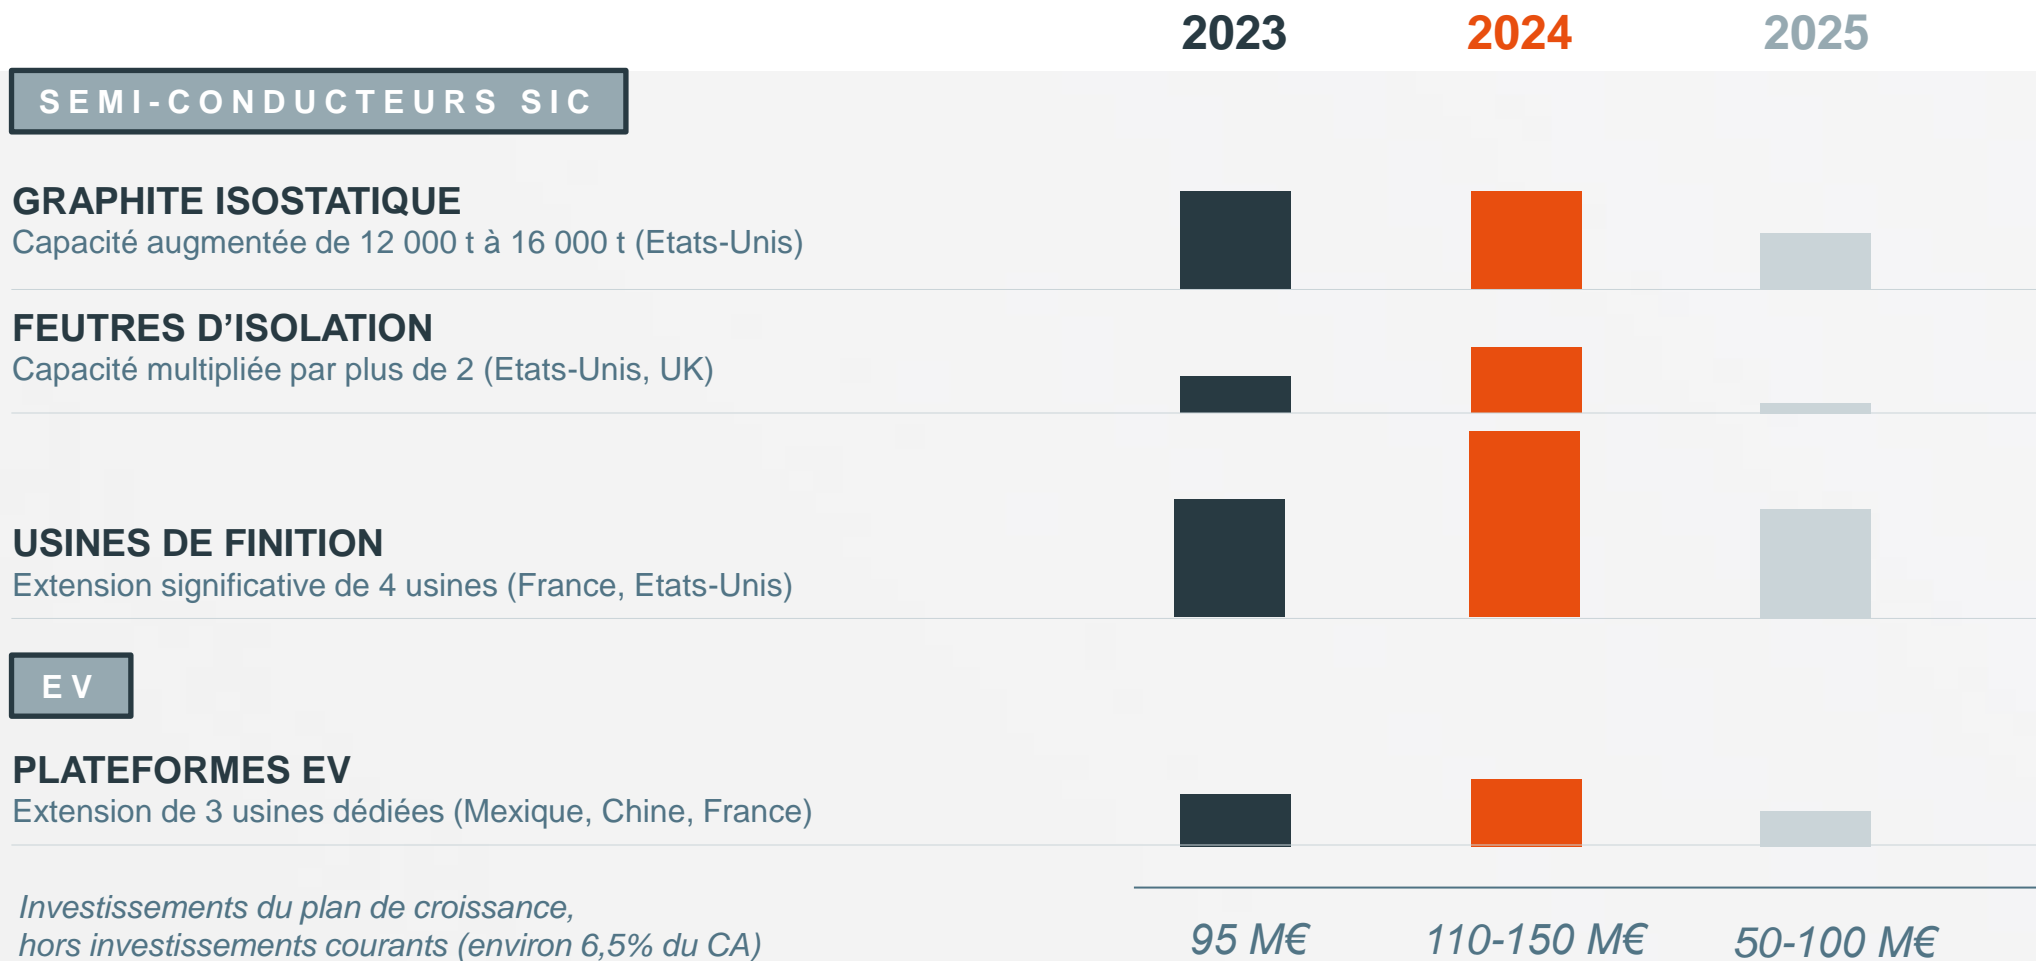 2023 2024 2025
SEMI-CONDUCTEURS SIC
GRAPHITE ISOSTATIQUE
Capacité augmentée de 12 000 t à 16 000 t (Etats-Unis)
FEUTRES D’ISOLATION
Capacité multipliée par plus de 2 (Etats-Unis, UK)
USINES DE FINITION
Extension significative de 4 usines (France, Etats-Unis)
EV
PLATEFORMES EV
Extension de 3 usines dédiées (Mexique, Chine, France)
Investissements du plan de croissance,
hors investissements courants (environ 6,5% du CA)
95 M€ 110-150 M€ 50-100 M€